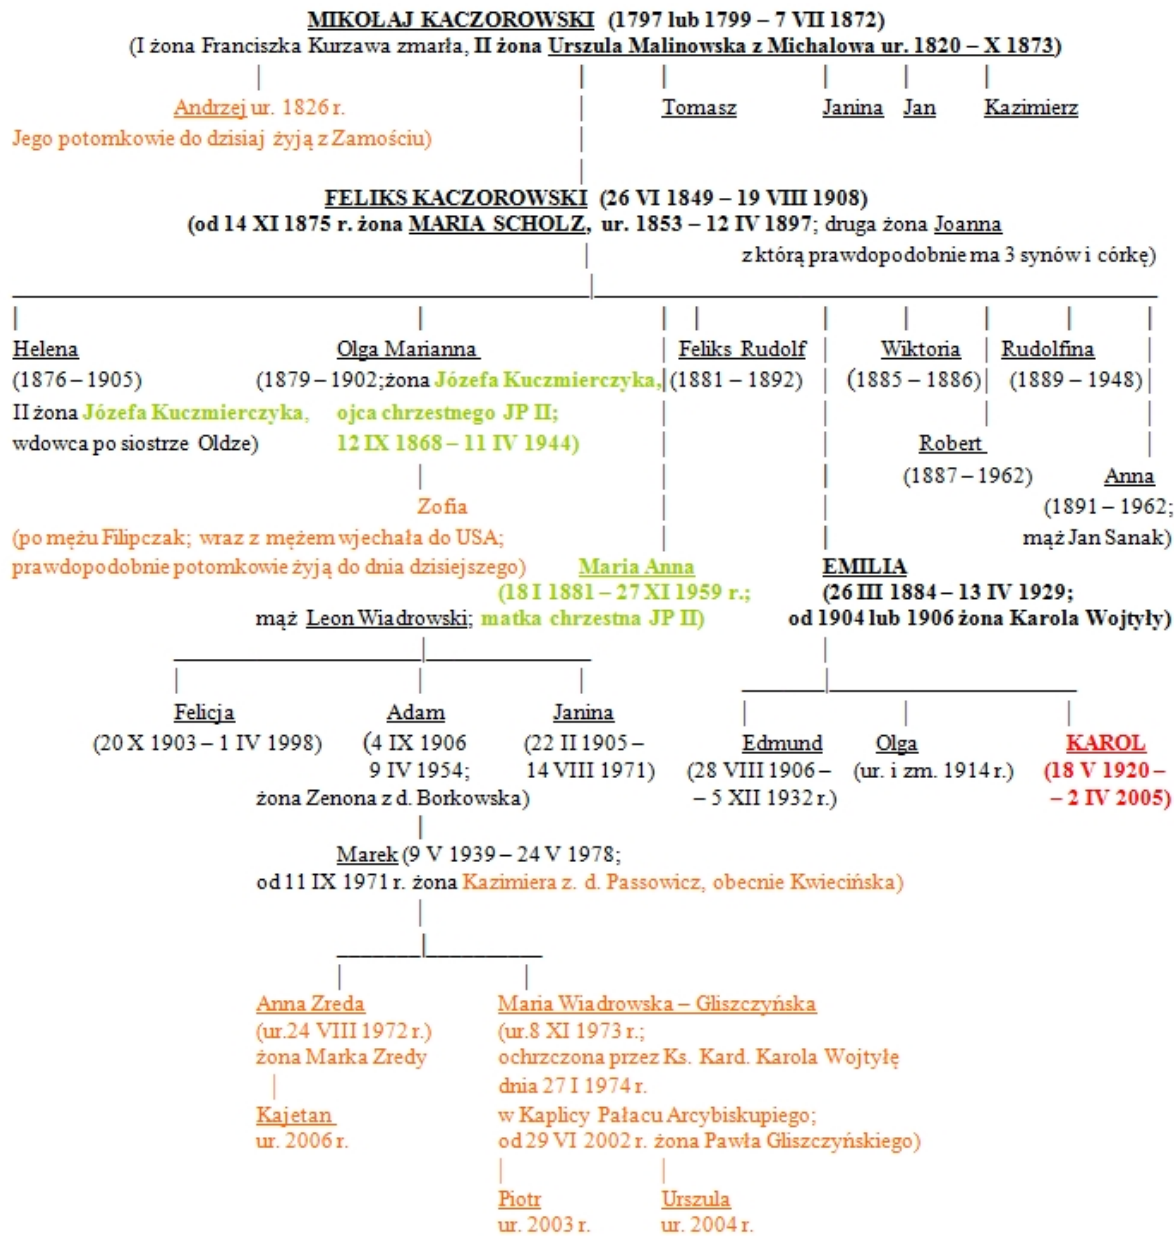 MIKOŁAJ KACZOROWSKI (1797 lub 1799 – 7 VII 1872)
(I żona Franciszka Kurzawa zmarła, II żona Urszula Malinowska z Michalowa ur. 1820 – X 1873)
Andrzej ur. 1826 r. Tomasz Janina Jan Kazimierz
Jego potomkowie do dzisiaj żyją z Zamościu)
FELIKS KACZOROWSKI (26 VI 1849 – 19 VIII 1908)
(od 14 XI 1875 r. żona MARIA SCHOLZ, ur. 1853 – 12 IV 1897; druga żona Joanna
z którą prawdopodobnie ma 3 synów i córkę)
Helena Olga Marianna Feliks Rudolf Wiktoria Rudolfina
(1876 – 1905) (1879 – 1902; żona Józefa Kuczmierczyka, (1881 – 1892) (1885 – 1886) (1889 – 1948)
II żona Józefa Kuczmierczyka, ojca chrzestnego JP II;
wdowca po siostrze Oldze) 12 IX 1868 – 11 IV 1944) Robert
(1887 – 1962) Anna
Zofia (1891 – 1962;
(po mężu Filipczak; wraz z mężem wjechała do USA; mąż Jan Sanak)
prawdopodobnie potomkowie żyją do dnia dzisiejszego) Maria Anna EMILIA
(18 I 1881 – 27 XI 1959 r.; (26 III 1884 – 13 IV 1929;
mąż Leon Wiadrowski; matka chrzestna JP II) od 1904 lub 1906 żona Karola Wojtyły)
Felicja Adam Janina
(20 X 1903 – 1 IV 1998) (4 IX 1906 (22 II 1905 – Edmund Olga KAROL
9 IV 1954; 14 VIII 1971) (28 VIII 1906 – (ur. i zm. 1914 r.) (18 V 1920 –
żona Zenona z d. Borkowska) – 5 XII 1932 r.) – 2 IV 2005)
Marek (9 V 1939 – 24 V 1978;
od 11 IX 1971 r. żona Kazimiera z. d. Passowicz, obecnie Kwiecińska)
Anna Zreda Maria Wiadrowska – Gliszczyńska
(ur.24 VIII 1972 r.) (ur.8 XI 1973 r.;
żona Marka Zredy ochrzczona przez Ks. Kard. Karola Wojtyłę
dnia 27 I 1974 r.
Kajetan w Kaplicy Pałacu Arcybiskupiego;
ur. 2006 r. od 29 VI 2002 r. żona Pawła Gliszczyńskiego)
Piotr Urszula
ur. 2003 r. ur. 2004 r.